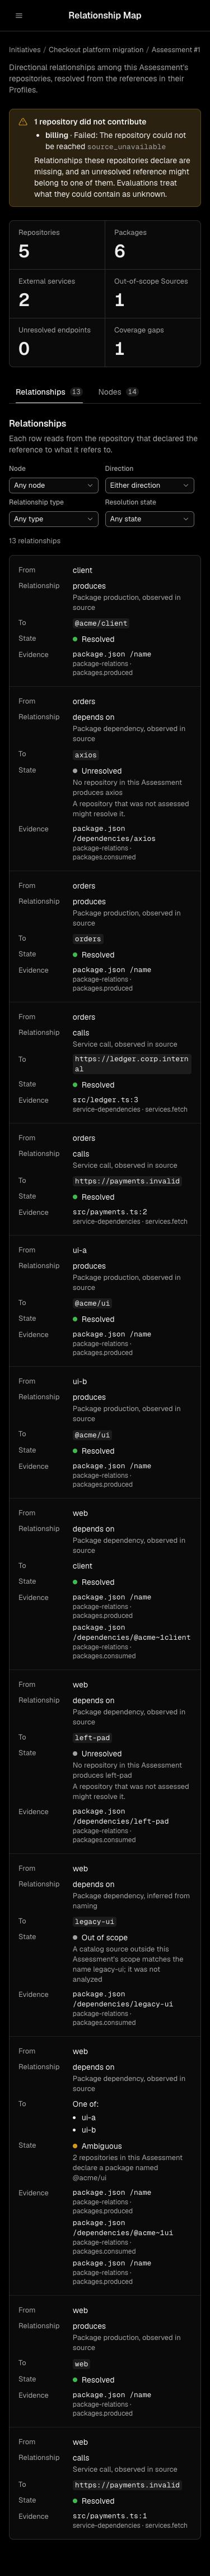 Relationship Map
Initiatives / Checkout platform migration / Assessment #1
Directional relationships among this Assessment's
repositories, resolved from the references in their
Profiles.
1 repository did not contribute
• billing · Failed: The repository could not
be reached source_unavailable
Relationships these repositories declare are
missing, and an unresolved reference might
belong to one of them. Evaluations treat
what they could contain as unknown.
Repositories
5
Packages
6
External services
2
Out-of-scope Sources
1
Unresolved endpoints
0
Coverage gaps
1
Relationships 13
Nodes 14
Relationships
Each row reads from the repository that declared the
reference to what it refers to.
Node
Direction
Any node
Either direction
Relationship type
Resolution state
Any type
Any state
13 relationships
From client
Relationship produces
Package production, observed in
source
To @acme/client
State Resolved
Evidence package.json /name
package-relations ·
packages.produced
From orders
Relationship depends on
Package dependency, observed in
source
To axios
State Unresolved
No repository in this Assessment
produces axios
A repository that was not assessed
might resolve it.
Evidence package.json
/dependencies/axios
package-relations ·
packages.consumed
From orders
Relationship produces
Package production, observed in
source
To orders
State Resolved
Evidence package.json /name
package-relations ·
packages.produced
From orders
Relationship calls
Service call, observed in source
To https://ledger.corp.intern
al
State Resolved
Evidence src/ledger.ts:3
service-dependencies · services.fetch
From orders
Relationship calls
Service call, observed in source
To https://payments.invalid
State Resolved
Evidence src/payments.ts:2
service-dependencies · services.fetch
From ui-a
Relationship produces
Package production, observed in
source
To @acme/ui
State Resolved
Evidence package.json /name
package-relations ·
packages.produced
From ui-b
Relationship produces
Package production, observed in
source
To @acme/ui
State Resolved
Evidence package.json /name
package-relations ·
packages.produced
From web
Relationship depends on
Package dependency, observed in
source
To client
State Resolved
Evidence package.json /name
package-relations ·
packages.produced
package.json
/dependencies/@acme~1client
package-relations ·
packages.consumed
From web
Relationship depends on
Package dependency, observed in
source
To left-pad
State Unresolved
No repository in this Assessment
produces left-pad
A repository that was not assessed
might resolve it.
Evidence package.json
/dependencies/left-pad
package-relations ·
packages.consumed
From web
Relationship depends on
Package dependency, inferred from
naming
To legacy-ui
State Out of scope
A catalog source outside this
Assessment's scope matches the
name legacy-ui; it was not
analyzed
Evidence package.json
/dependencies/legacy-ui
package-relations ·
packages.consumed
From web
Relationship depends on
Package dependency, observed in
source
To One of:
• ui-a
• ui-b
State Ambiguous
2 repositories in this Assessment
declare a package named
@acme/ui
Evidence package.json /name
package-relations ·
packages.produced
package.json
/dependencies/@acme~1ui
package-relations ·
packages.consumed
package.json /name
package-relations ·
packages.produced
From web
Relationship produces
Package production, observed in
source
To web
State Resolved
Evidence package.json /name
package-relations ·
packages.produced
From web
Relationship calls
Service call, observed in source
To https://payments.invalid
State Resolved
Evidence src/payments.ts:1
service-dependencies · services.fetch